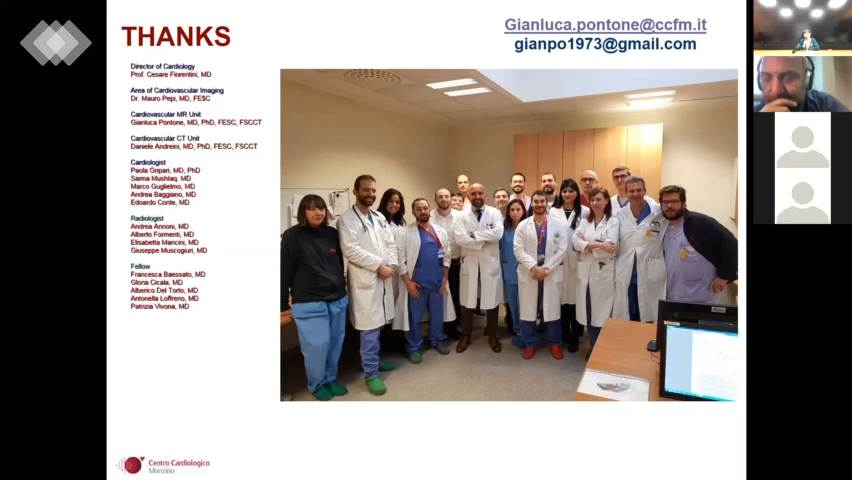 THANKS
Gianluca.pontone@ccfm.it
gianpo1973@gmail.com
Director of Cardiology
Prof. Cesare Fiorentini, MD
Area of Cardiovascular Imaging
Dr. Mauro Pepi, MD, FESC
Cardiovascular MR Unit
Gianluca Pontone, MD, PhD, FESC, FSCCT
Cardiovascular CT Unit
Daniele Andreini, MD, PhD, FESC, FSCCT
Cardiologist
Paola Gripari, MD, PhD
Saima Mushtaq, MD
Marco Guglielmo, MD
Andrea Baggiano, MD
Edoardo Conte, MD
Radiologist
Andrea Annoni, MD
Alberto Formenti, MD
Elisabetta Mancini, MD
Giuseppe Muscogiuri, MD
Fellow
Francesca Baessato, MD
Gloria Cicala, MD
Alberico Del Torto, MD
Antonella Loffreno, MD
Patrizia Vivona, MD
Centro Cardiologico
Monzino